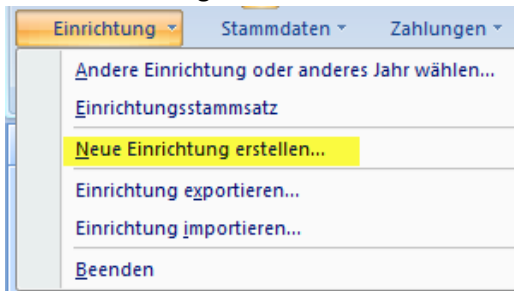 Einrichtung Stammdaten Zahlungen
Andere Einrichtung oder anderes Jahr wählen...
Einrichtungsstammsatz
Neue Einrichtung erstellen...
Einrichtung exportieren...
Einrichtung importieren...
Beenden